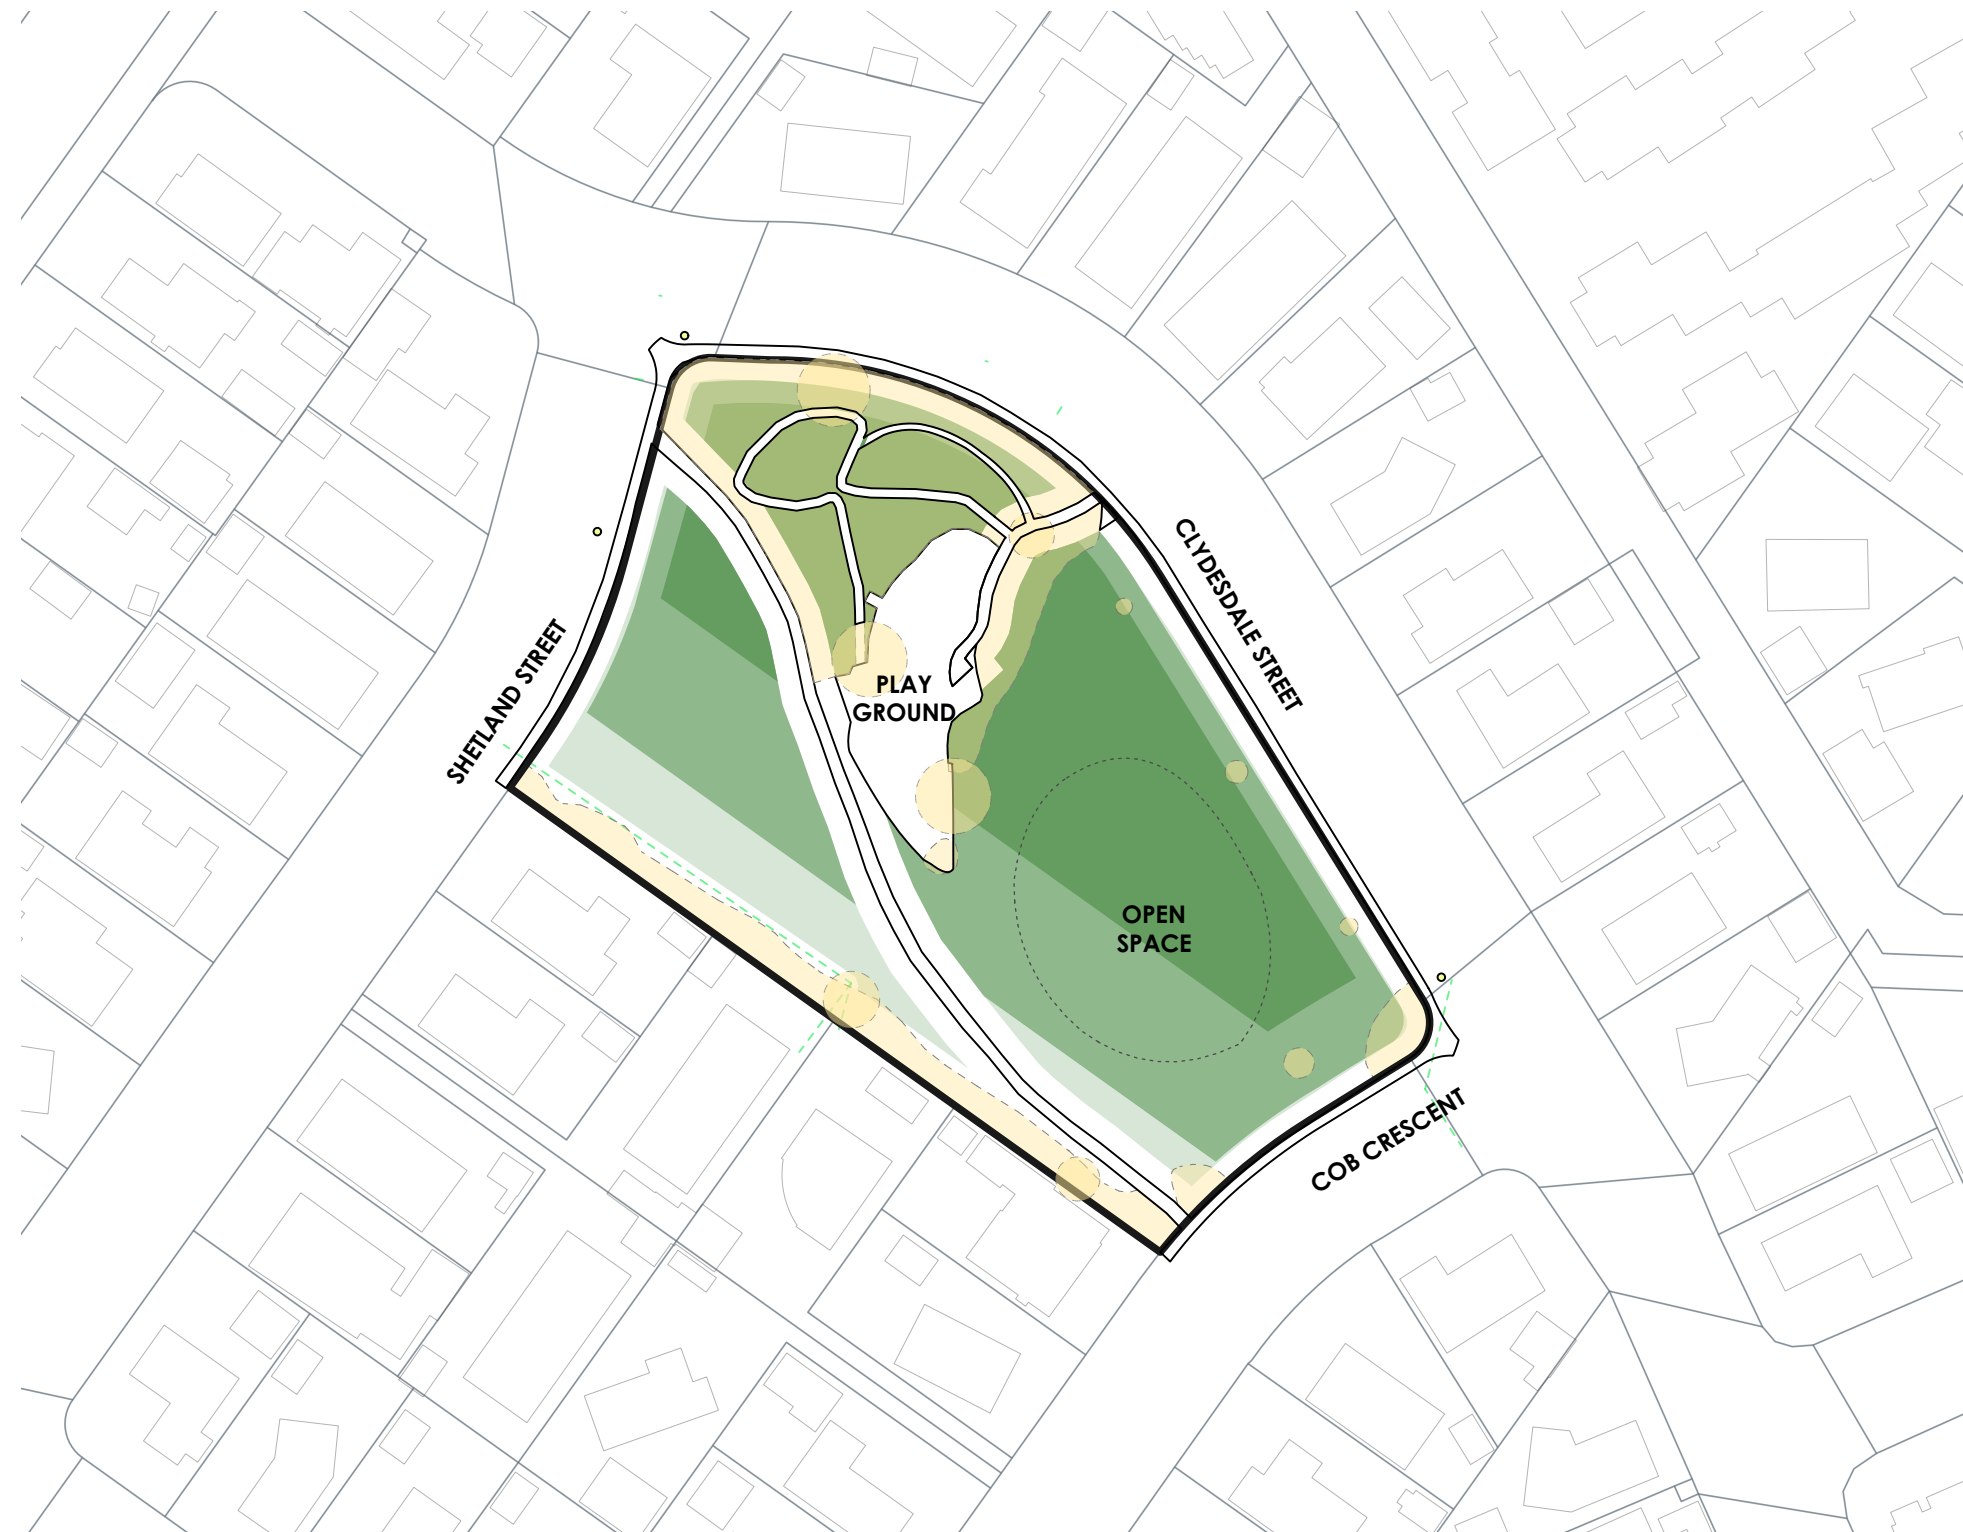 CLYDESDALE STREET
SHETLAND STREET
PLAY
GROUND
OPEN
SPACE
COB CRESCENT